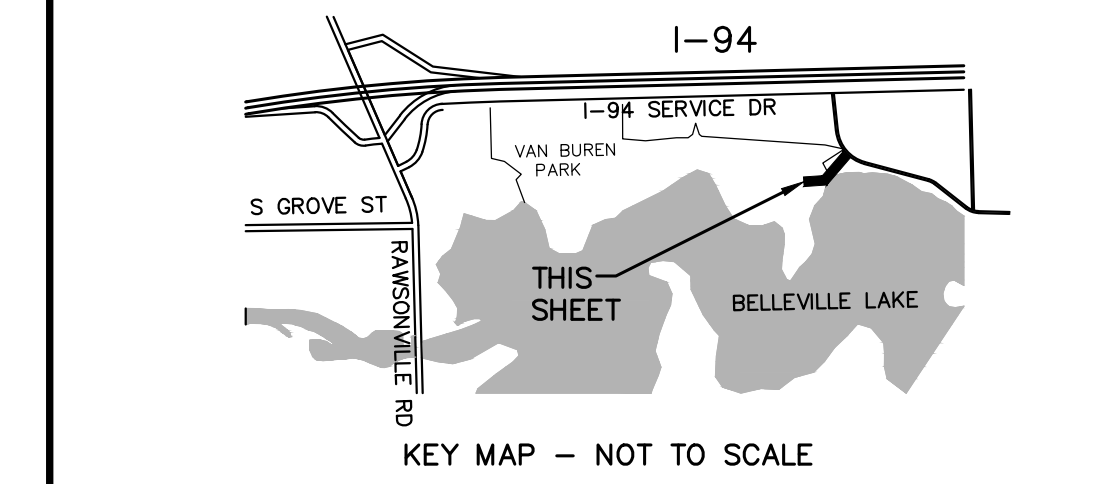 I-94
I-94 SERVICE DR
VAN BUREN
PARK
S GROVE ST
RAWSONVILLE RD
THIS
SHEET
BELLEVILLE LAKE
KEY MAP - NOT TO SCALE